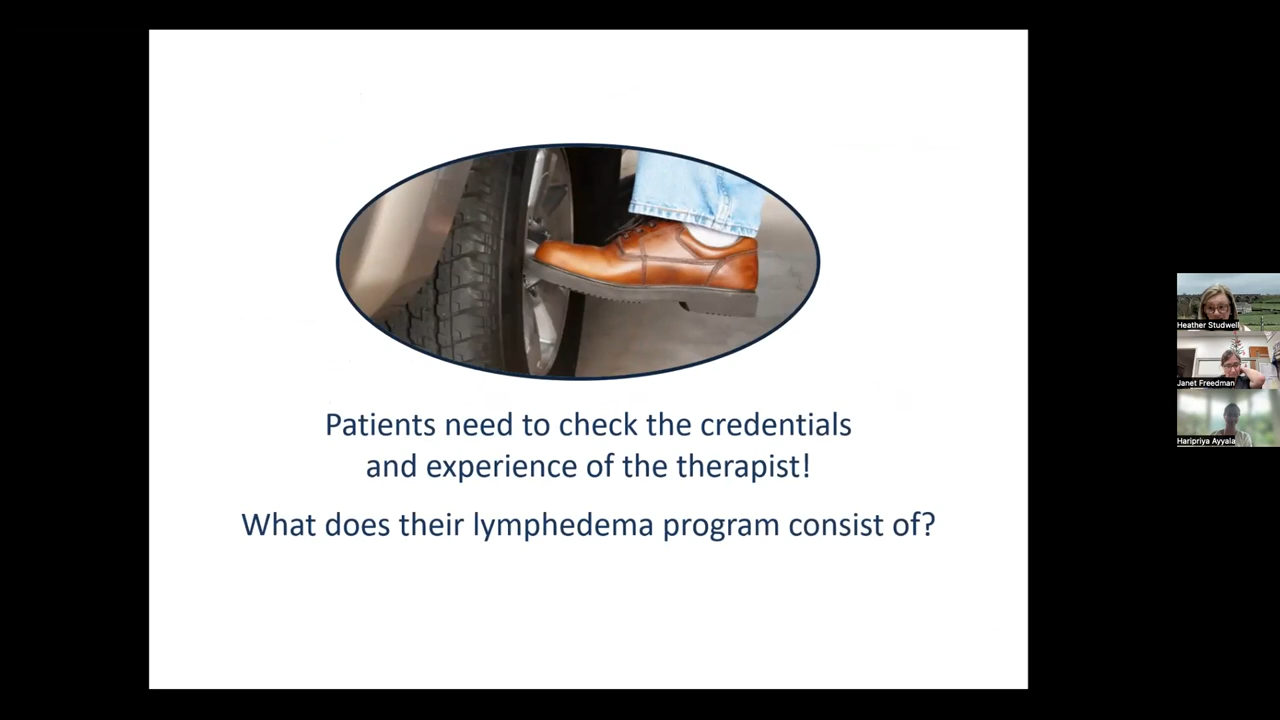 Patients need to check the credentials
and experience of the therapist!
What does their lymphedema program consist of?
Heather Studwell
Janet Freedman
Haripriya Ayyala